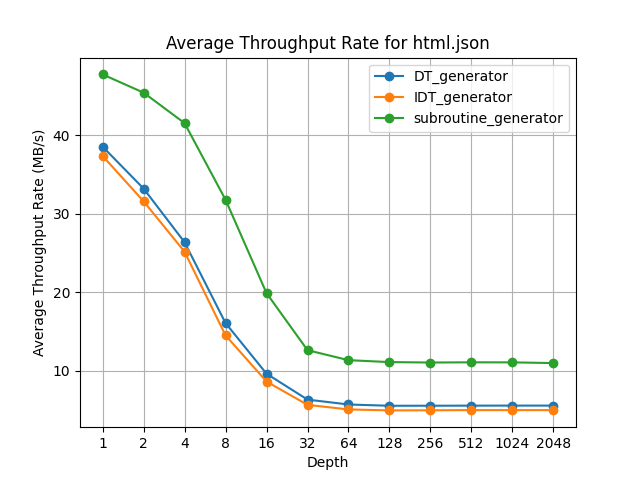 Average Throughput Rate for html.json
DT_generator
IDT_generator
subroutine_generator
Average Throughput Rate (MB/s)
40
30
20
10
1 2 4 8 16 32 64 128 256 512 1024 2048
Depth